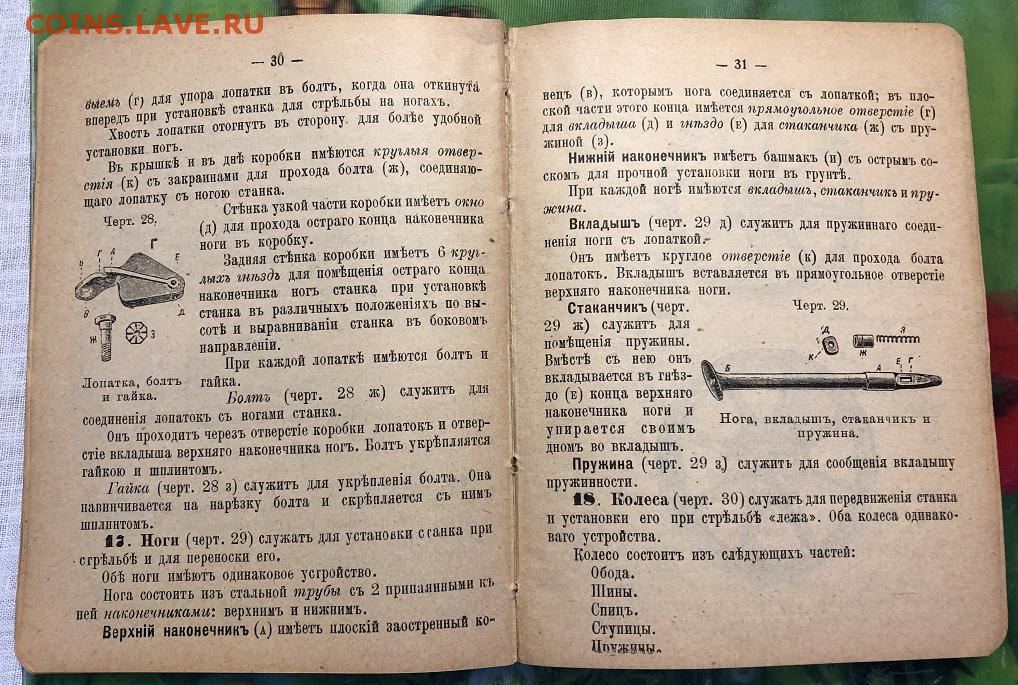 COINS.LAVE.RU
— 30 —
выемъ (г) для упора лопатки въ болтъ, когда она откинута
впередъ при установкѣ станка для стрѣльбы на ногахъ.
Хвостъ лопатки отогнутъ въ сторону для болѣе удобной
установки ногъ.
Въ крышкѣ и въ днѣ коробки имѣются круглыя отвер-
стія (к) съ закраинами для прохода болта (ж), соединяю-
щаго лопатку съ ногою станка.
Черт. 28.
Г
Ь Г А Е
В Д
Ж З
Лопатка, болтъ
и гайка.
Стѣнка узкой части коробки имѣетъ окно
(д) для прохода остраго конца наконечника
ноги въ коробку.
Задняя стѣнка коробки имѣетъ 6 круг-
лыхъ гнѣздъ для помѣщенія остраго конца
наконечника ногъ станка при установкѣ
станка въ различныхъ положеніяхъ по вы-
сотѣ и выравниваніи станка въ боковомъ
направленіи.
При каждой лопаткѣ имѣются болтъ и
гайка.
Болтъ (черт. 28 ж) служитъ для
соединенія лопатокъ съ ногами станка.
Онъ проходитъ черезъ отверстіе коробки лопатокъ и отвер-
стіе вкладыша верхняго наконечника ногъ. Болтъ укрѣпляятся
гайкою и шплинтомъ.
Гайка (черт. 28 з) служитъ для укрѣпленія болта. Она
навинчивается на нарѣзку болта и скрѣпляется съ нимъ
шплинтомъ.
17. Ноги (черт. 29) служатъ для установки станка при
стрѣльбѣ и для переноски его.
Обѣ ноги имѣютъ одинаковое устройство.
Нога состоитъ изъ стальной трубы съ 2 припаянными къ
ней наконечниками: верхнимъ и нижнимъ.
Верхній наконечникъ (А) имѣетъ плоскій заостренный ко-
— 31 —
нецъ (в), которымъ нога соединяется съ лопаткой; въ пло-
ской части этого конца имѣется прямоугольное отверстіе (г)
для вкладыша (д) и гнѣздо (Е) для стаканчика (ж) съ пру-
жиной (З).
Нижній наконечникъ имѣетъ башмакъ (и) съ острымъ со-
скомъ для прочной установки ноги въ грунтѣ.
При каждой ногѣ имѣются вкладышъ, стаканчикъ и пру-
жина.
Вкладышъ (черт. 29 д) служитъ для пружиннаго соеди-
ненія ноги съ лопаткой.
Онъ имѣетъ круглое отверстіе (к) для прохода болта
лопатокъ. Вкладышъ вставляется въ прямоугольное отверстіе
верхняго наконечника ноги.
Стаканчикъ (черт.
29 ж) служитъ для
помѣщенія пружины.
Вмѣстѣ съ нею онъ
вкладывается въ гнѣз-
до (Е) конца верхняго
наконечника ноги и
упирается своимъ
дномъ во вкладышъ.
Черт. 29.
Д З
К Ж
Б А Е Г
Нога, вкладышъ, стаканчикъ и
пружина.
Пружина (черт. 29 з) служитъ для сообщенія вкладышу
пружинности.
18. Колеса (черт. 30) служатъ для передвиженія станка
и установки его при стрѣльбѣ «лежа». Оба колеса одинако-
ваго устройства.
Колесо состоитъ изъ слѣдующихъ частей:
Обода.
Шины.
Спицъ.
Ступицы.
Пружины.